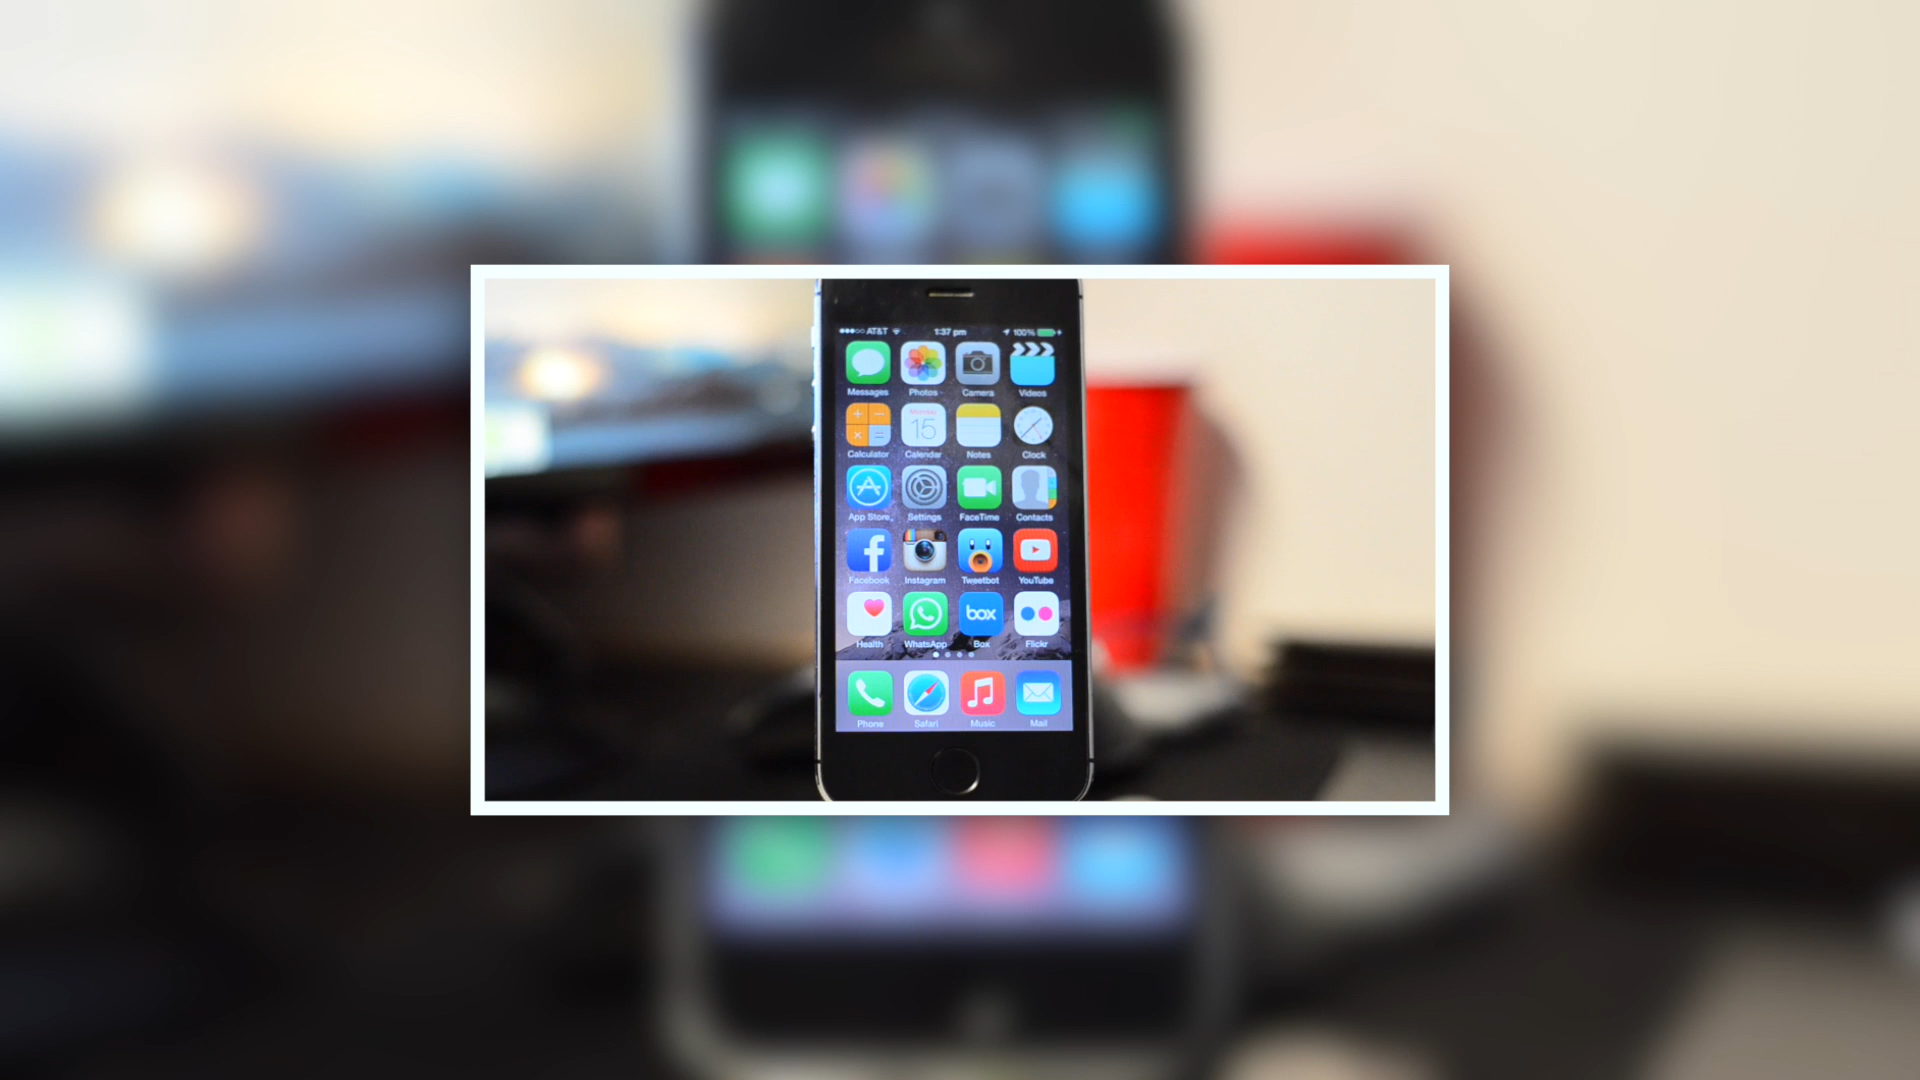 AT&T 1:37 pm 100%
Messages Photos Camera Videos
Monday
15
Calculator Calendar Notes Clock
App Store Settings FaceTime Contacts
Facebook Instagram Tweetbot YouTube
box
Health WhatsApp Box Flickr
Phone Safari Music Mail